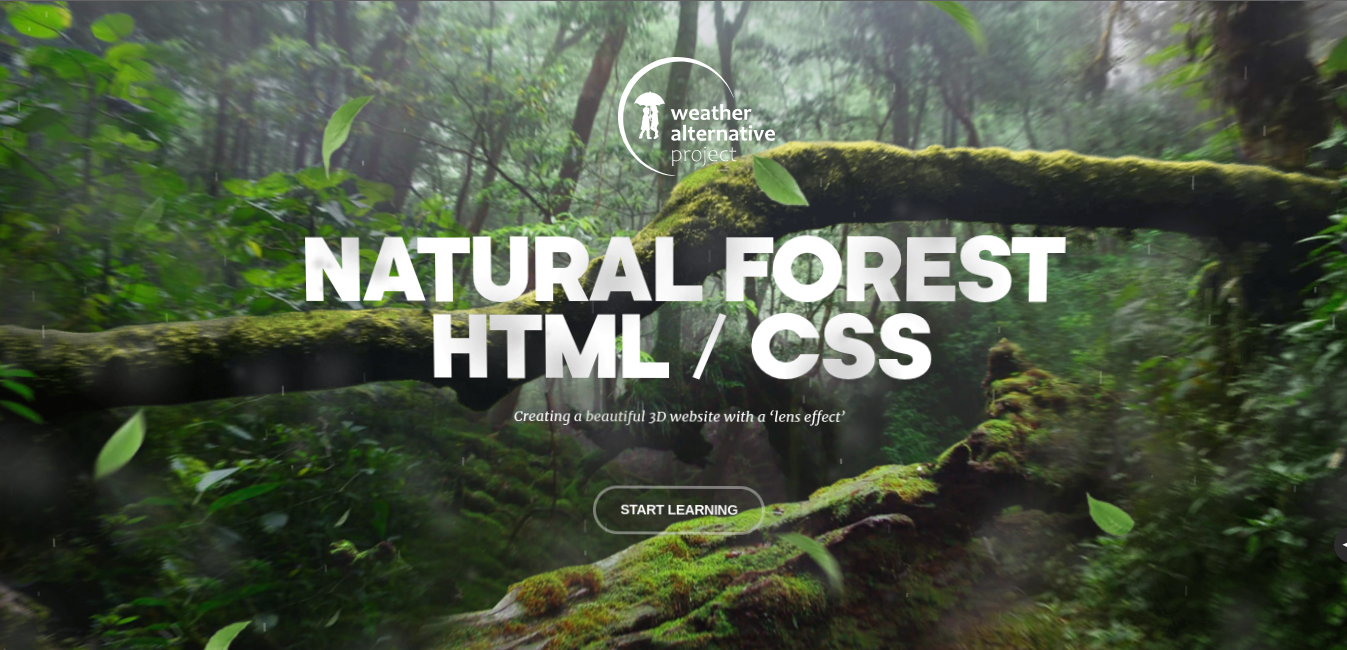 weather
alternative
project
NATURAL FOREST
HTML / CSS
Creating a beautiful 3D website with a ‘lens effect’
START LEARNING